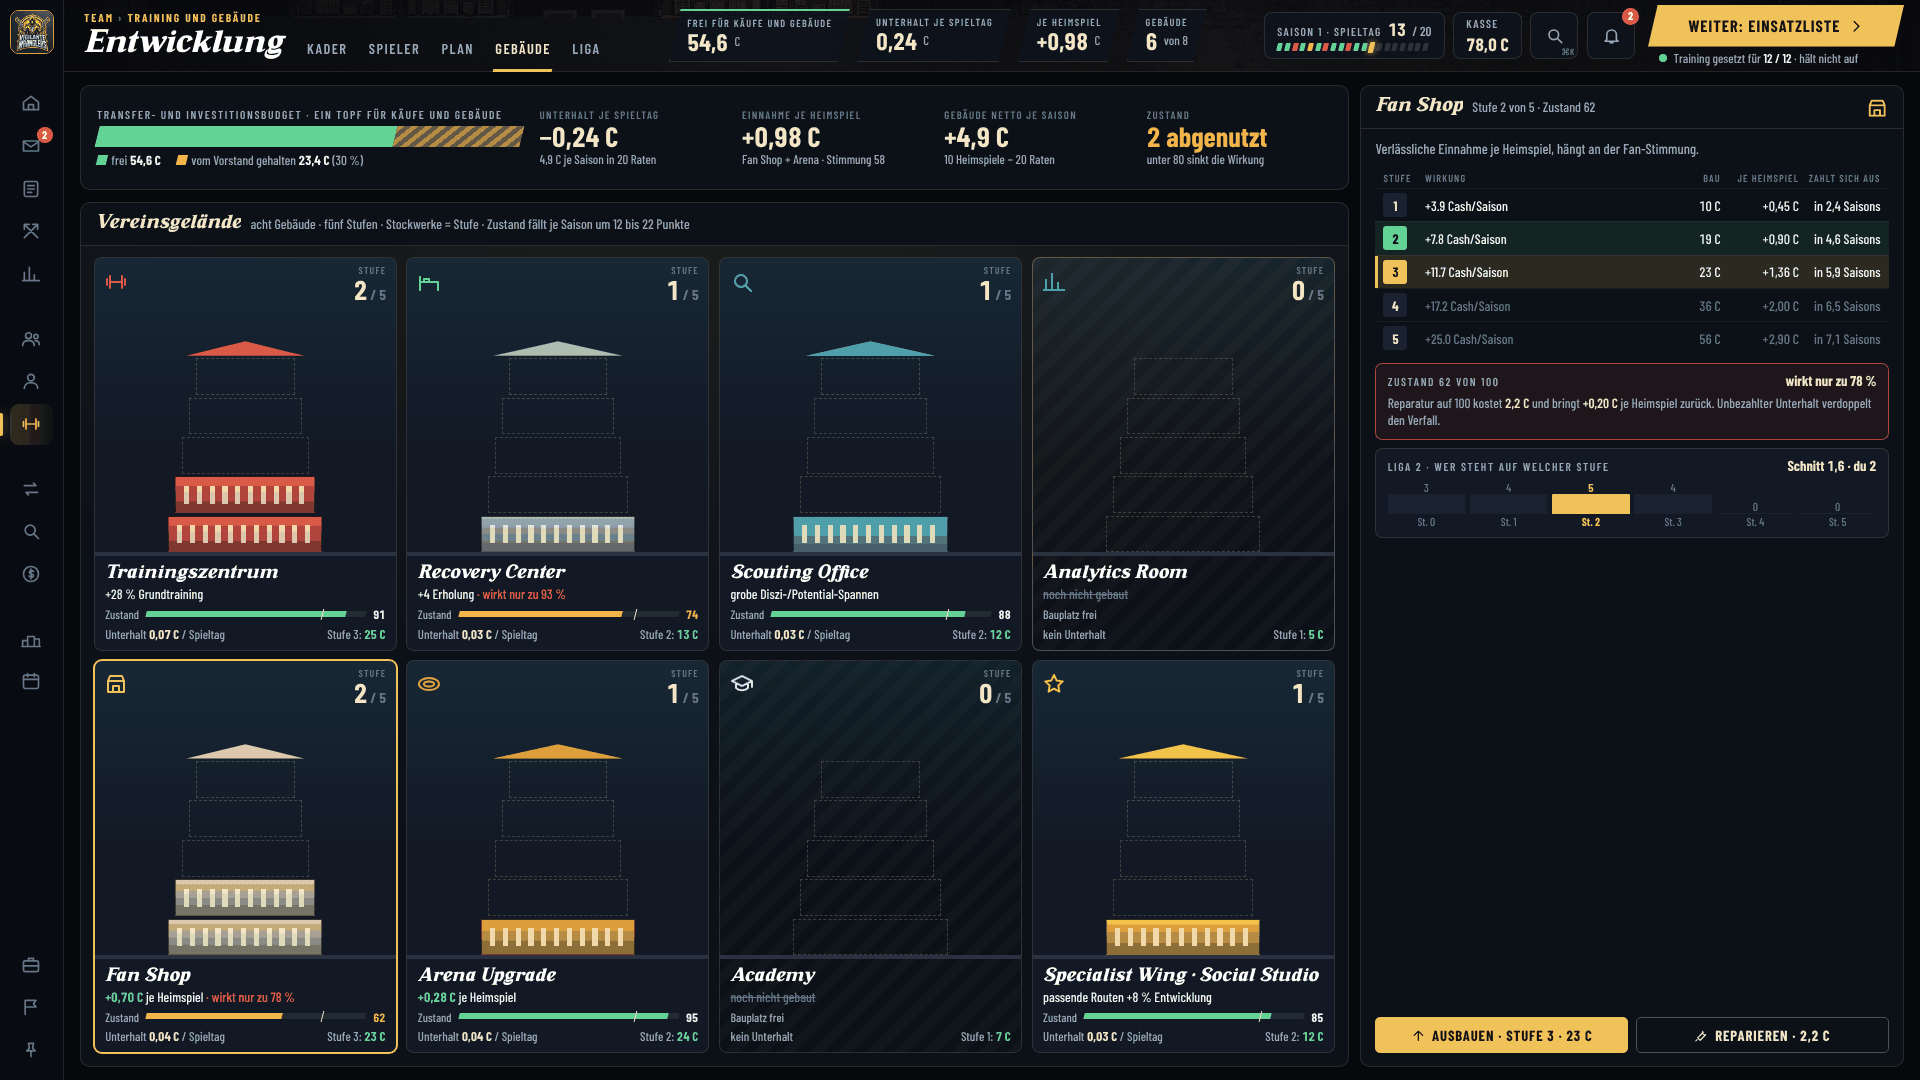 TEAM › TRAINING UND GEBÄUDE
Entwicklung
KADER SPIELER PLAN GEBÄUDE LIGA
FREI FÜR KÄUFE UND GEBÄUDE
54,6 C
UNTERHALT JE SPIELTAG
0,24 C
JE HEIMSPIEL
+0,98 C
GEBÄUDE
6 von 8
SAISON 1 · SPIELTAG 13 / 20
KASSE
78,0 C
⌘K
2
WEITER: EINSATZLISTE
Training gesetzt für 12 / 12 · hält nicht auf
2
TRANSFER- UND INVESTITIONSBUDGET · EIN TOPF FÜR KÄUFE UND GEBÄUDE
frei 54,6 C vom Vorstand gehalten 23,4 C (30 %)
UNTERHALT JE SPIELTAG
−0,24 C
4,9 C je Saison in 20 Raten
EINNAHME JE HEIMSPIEL
+0,98 C
Fan Shop + Arena · Stimmung 58
GEBÄUDE NETTO JE SAISON
+4,9 C
10 Heimspiele − 20 Raten
ZUSTAND
2 abgenutzt
unter 80 sinkt die Wirkung
Vereinsgelände acht Gebäude · fünf Stufen · Stockwerke = Stufe · Zustand fällt je Saison um 12 bis 22 Punkte
STUFE
2 / 5
Trainingszentrum
+28 % Grundtraining
Zustand 91
Unterhalt 0,07 C / Spieltag Stufe 3: 25 C
STUFE
1 / 5
Recovery Center
+4 Erholung · wirkt nur zu 93 %
Zustand 74
Unterhalt 0,03 C / Spieltag Stufe 2: 13 C
STUFE
1 / 5
Scouting Office
grobe Diszi-/Potential-Spannen
Zustand 88
Unterhalt 0,03 C / Spieltag Stufe 2: 12 C
STUFE
0 / 5
Analytics Room
noch nicht gebaut
Bauplatz frei
kein Unterhalt Stufe 1: 5 C
STUFE
2 / 5
Fan Shop
+0,70 C je Heimspiel · wirkt nur zu 78 %
Zustand 62
Unterhalt 0,04 C / Spieltag Stufe 3: 23 C
STUFE
1 / 5
Arena Upgrade
+0,28 C je Heimspiel
Zustand 95
Unterhalt 0,04 C / Spieltag Stufe 2: 24 C
STUFE
0 / 5
Academy
noch nicht gebaut
Bauplatz frei
kein Unterhalt Stufe 1: 7 C
STUFE
1 / 5
Specialist Wing · Social Studio
passende Routen +8 % Entwicklung
Zustand 85
Unterhalt 0,03 C / Spieltag Stufe 2: 12 C
Fan Shop Stufe 2 von 5 · Zustand 62
Verlässliche Einnahme je Heimspiel, hängt an der Fan-Stimmung.
STUFE WIRKUNG BAU JE HEIMSPIEL ZAHLT SICH AUS
1 +3.9 Cash/Saison 10 C +0,45 C in 2,4 Saisons
2 +7.8 Cash/Saison 19 C +0,90 C in 4,6 Saisons
3 +11.7 Cash/Saison 23 C +1,36 C in 5,9 Saisons
4 +17.2 Cash/Saison 36 C +2,00 C in 6,5 Saisons
5 +25.0 Cash/Saison 56 C +2,90 C in 7,1 Saisons
ZUSTAND 62 VON 100 wirkt nur zu 78 %
Reparatur auf 100 kostet 2,2 C und bringt +0,20 C je Heimspiel zurück. Unbezahlter Unterhalt verdoppelt
den Verfall.
LIGA 2 · WER STEHT AUF WELCHER STUFE Schnitt 1,6 · du 2
3 4 5 4 0 0
St. 0 St. 1 St. 2 St. 3 St. 4 St. 5
AUSBAUEN · STUFE 3 · 23 C
REPARIEREN · 2,2 C